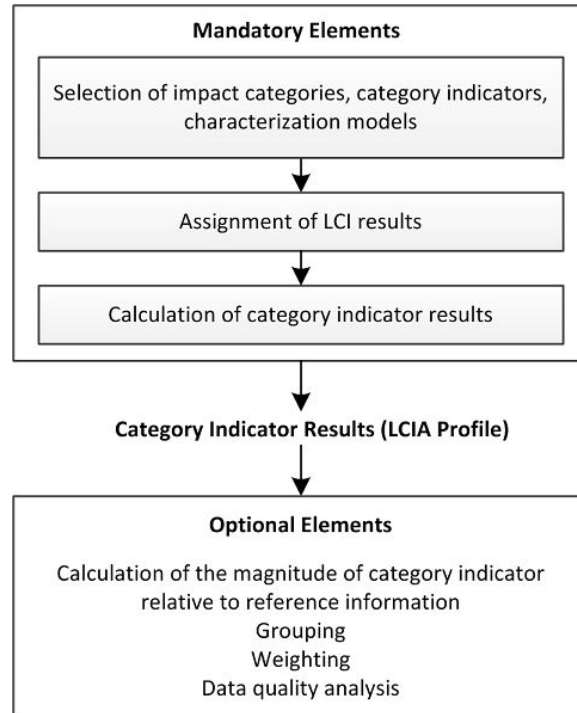 Mandatory Elements
Selection of impact categories, category indicators,
characterization models
Assignment of LCI results
Calculation of category indicator results
Category Indicator Results (LCIA Profile)
Optional Elements
Calculation of the magnitude of category indicator
relative to reference information
Grouping
Weighting
Data quality analysis